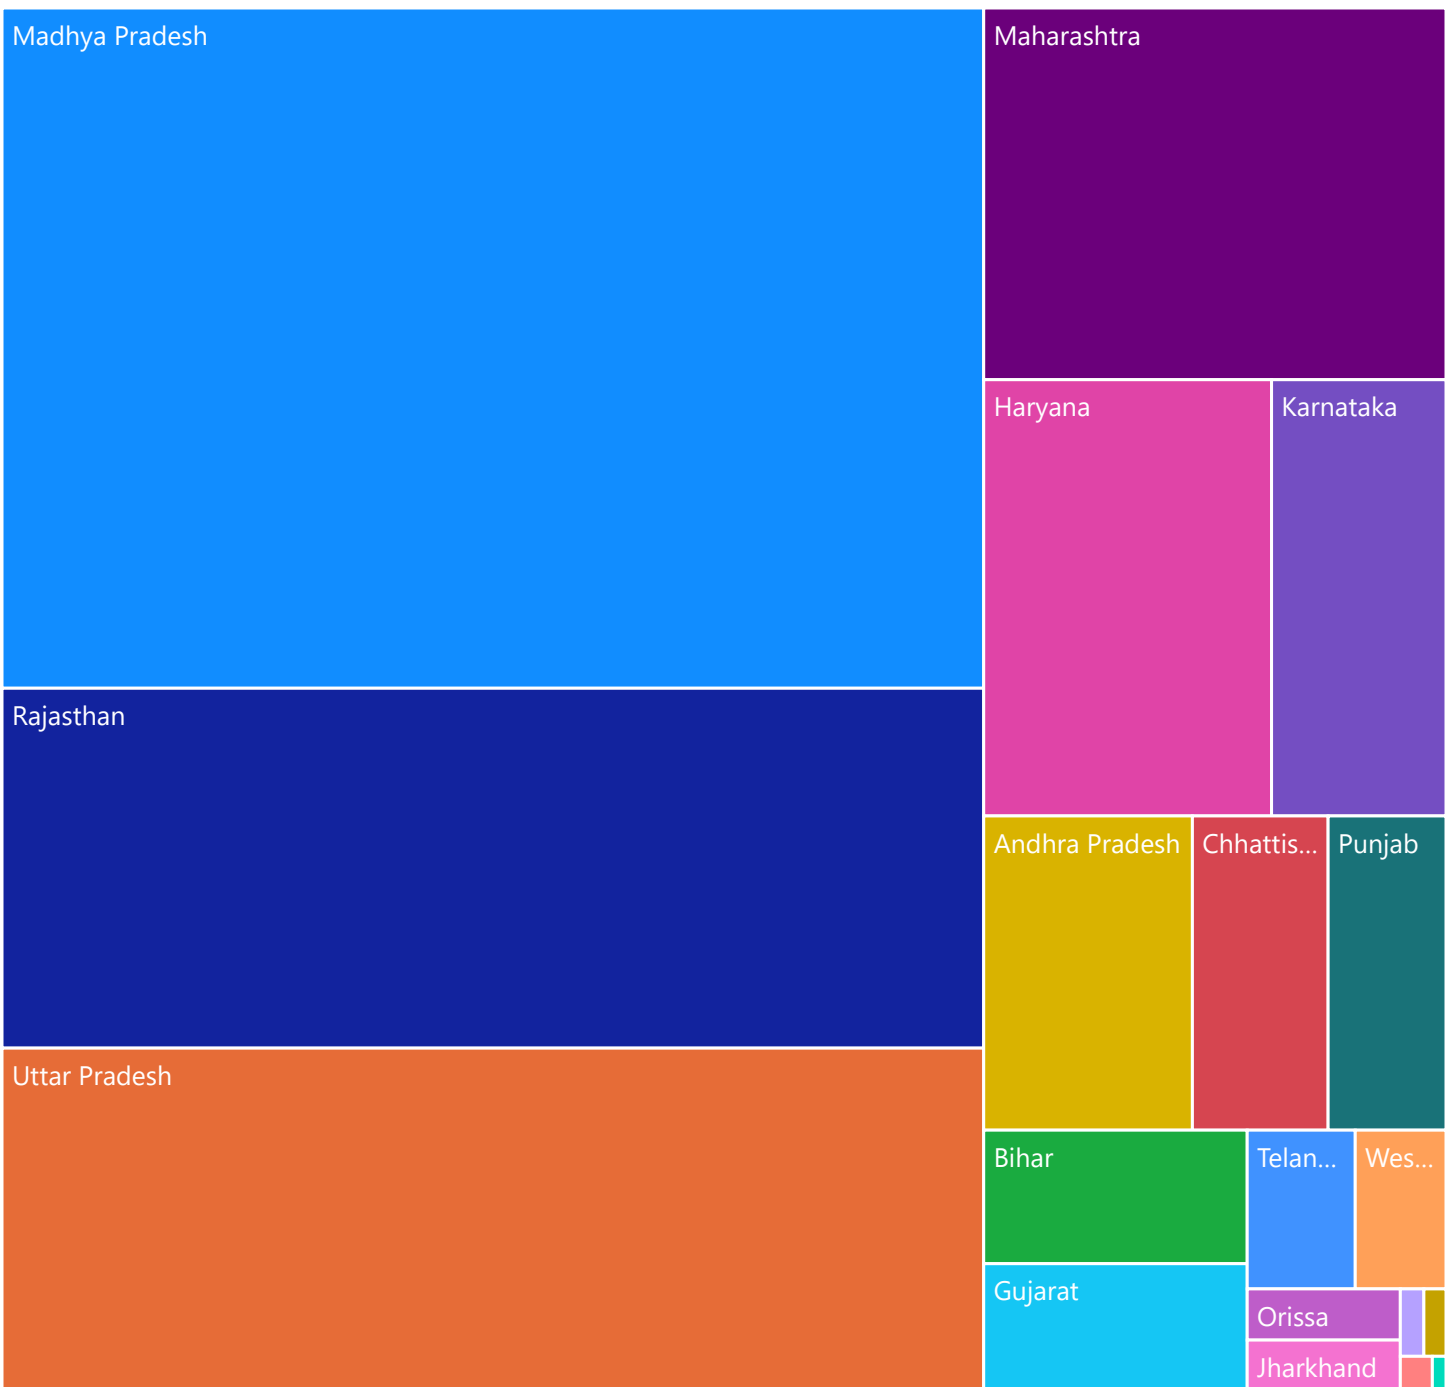 Madhya Pradesh
Maharashtra
Haryana
Karnataka
Rajasthan
Andhra Pradesh
Chhattis...
Punjab
Uttar Pradesh
Bihar
Telan...
Wes...
Gujarat
Orissa
Jharkhand